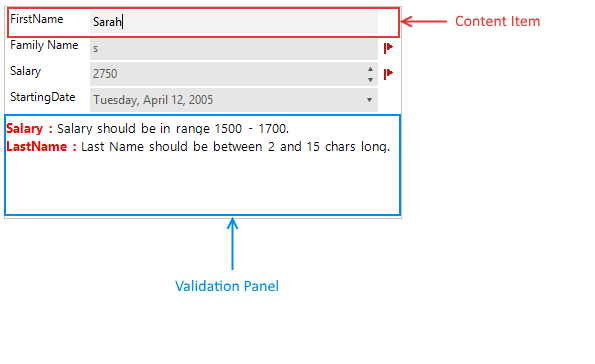 FirstName Sarah
Content Item
Family Name s
Salary 2750
StartingDate Tuesday, April 12, 2005
Salary : Salary should be in range 1500 - 1700.
LastName : Last Name should be between 2 and 15 chars long.
Validation Panel